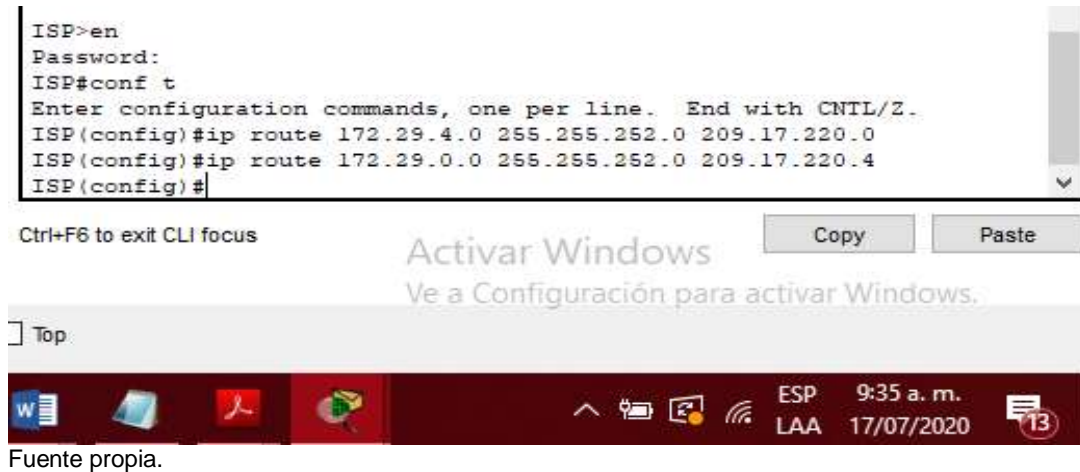 ISP>en
Password:
ISP#conf t
Enter configuration commands, one per line. End with CNTL/Z.
ISP(config)#ip route 172.29.4.0 255.255.252.0 209.17.220.0
ISP(config)#ip route 172.29.0.0 255.255.252.0 209.17.220.4
ISP(config)#
Ctrl+F6 to exit CLI focus
Copy
Paste
Activar Windows
Ve a Configuración para activar Windows.
Top
ESP
LAA
9:35 a. m.
17/07/2020
13
Fuente propia.